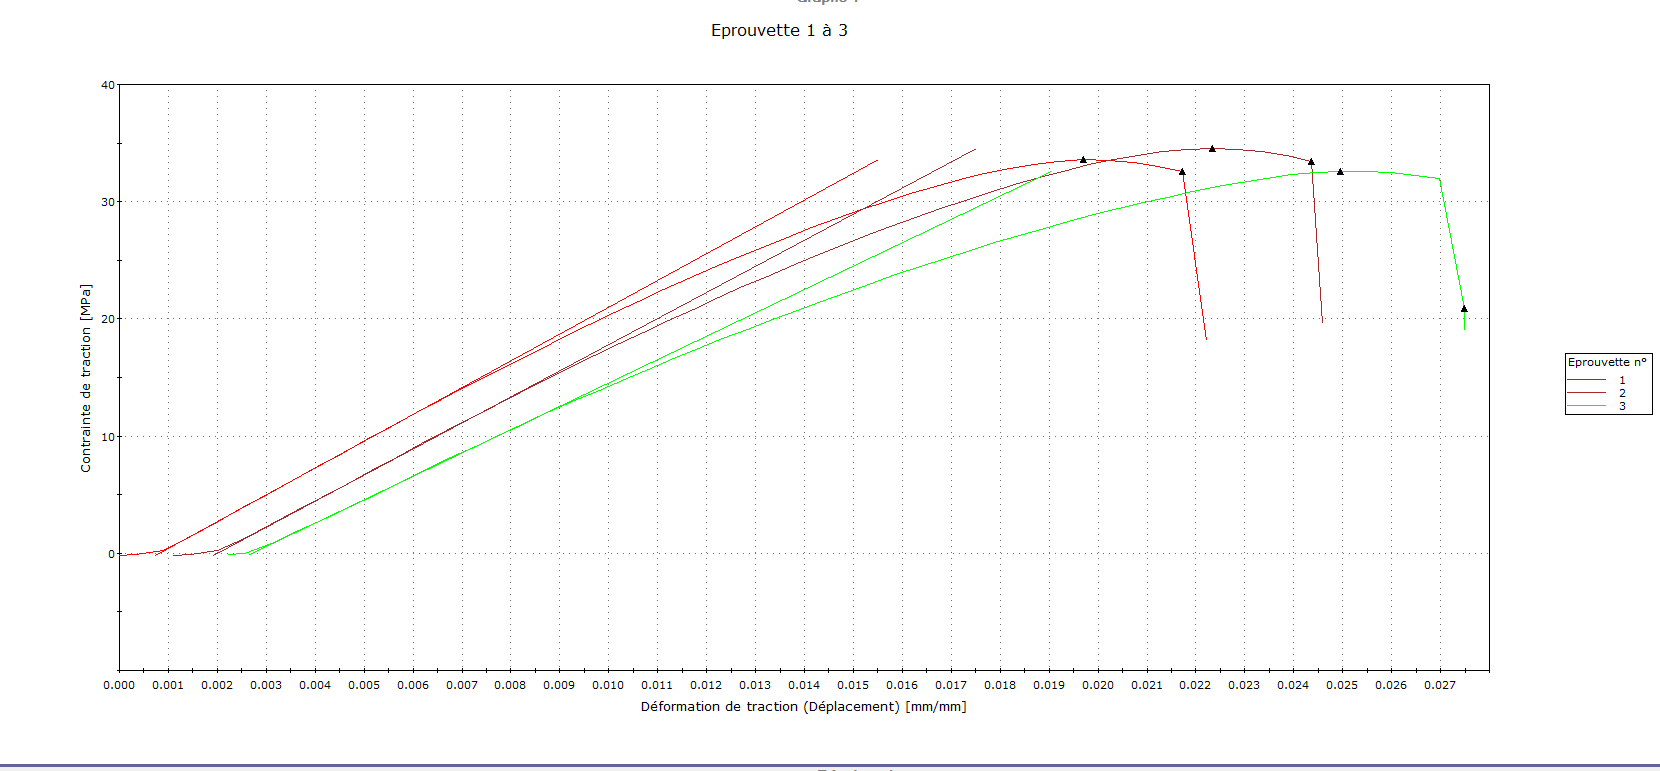 Eprouvette 1 à 3
40
30
20
10
0
Contrainte de traction [MPa]
0.000 0.001 0.002 0.003 0.004 0.005 0.006 0.007 0.008 0.009 0.010 0.011 0.012 0.013 0.014 0.015 0.016 0.017 0.018 0.019 0.020 0.021 0.022 0.023 0.024 0.025 0.026 0.027
Déformation de traction (Déplacement) [mm/mm]
Eprouvette n°
1
2
3